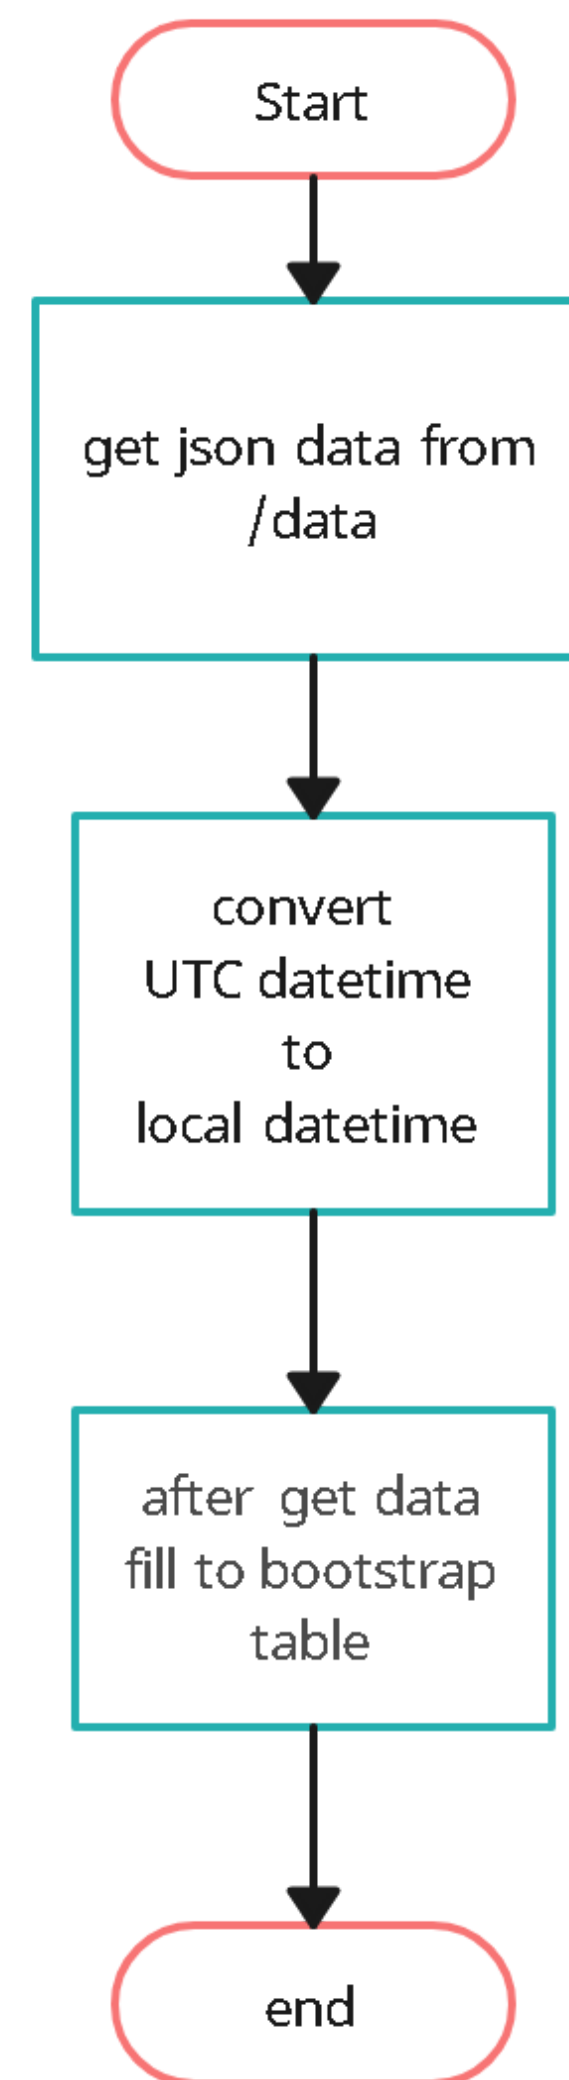 Start
get json data from
/data
convert
UTC datetime
to
local datetime
after get data
fill to bootstrap
table
end